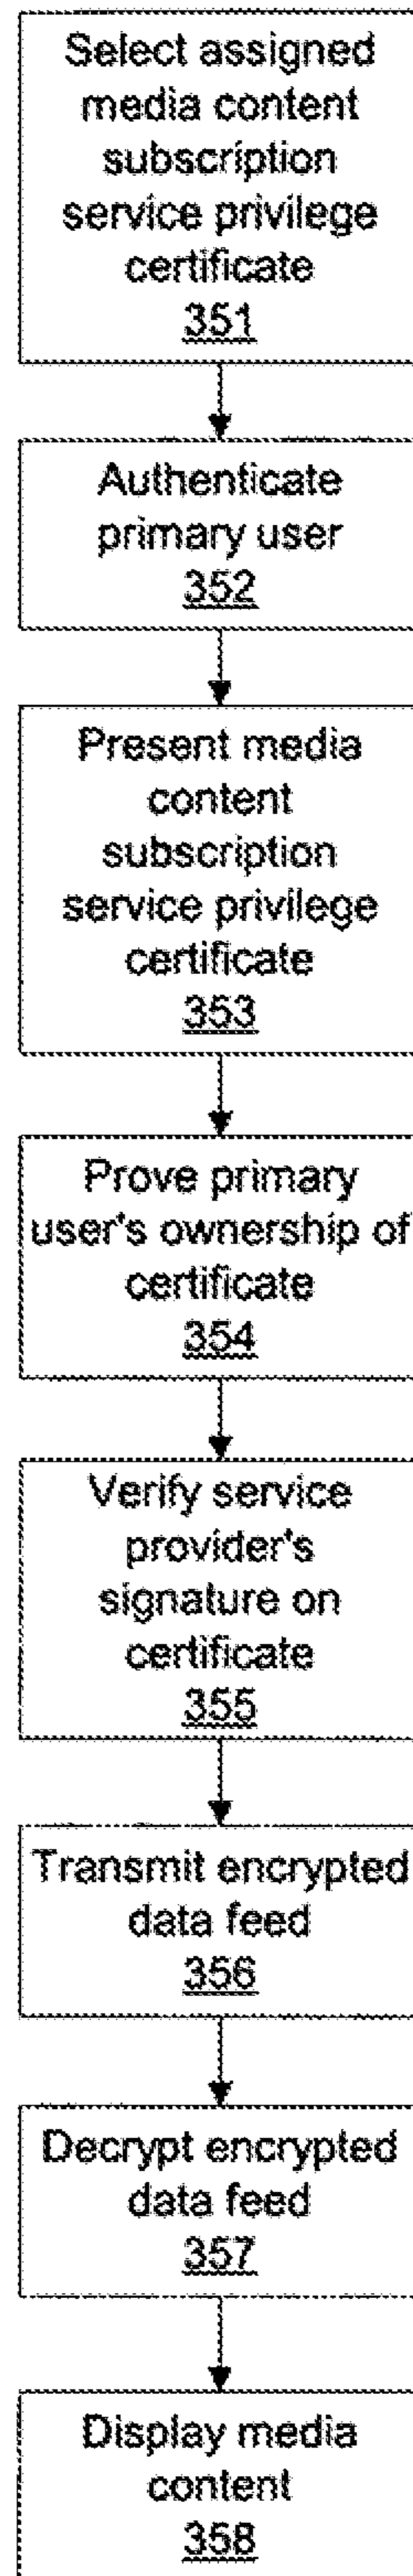 Select assigned
media content
subscription
service privilege
certificate
351
Authenticate
primary user
352
Present media
content
subscription
service privilege
certificate
353
Prove primary
user's ownership of
certificate
354
Verify service
provider's
signature on
certificate
355
Transmit encrypted
data feed
356
Decrypt encrypted
data feed
357
Display media
content
358